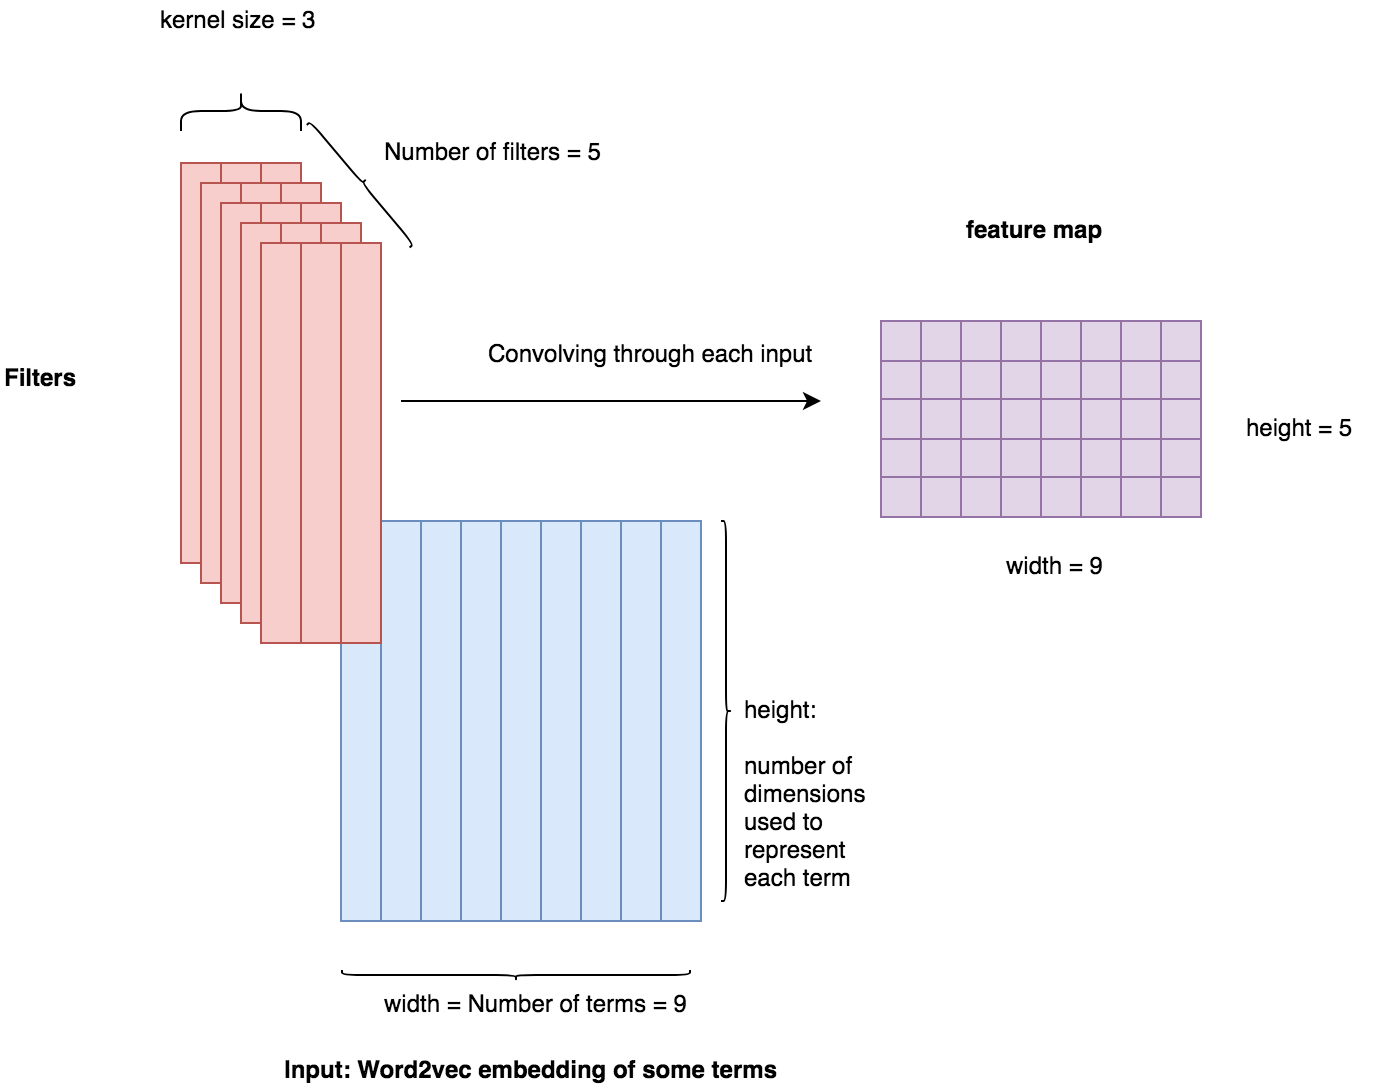 kernel size = 3
Number of filters = 5
feature map
Convolving through each input
Filters
height = 5
width = 9
height:
number of
dimensions
used to
represent
each term
width = Number of terms = 9
Input: Word2vec embedding of some terms